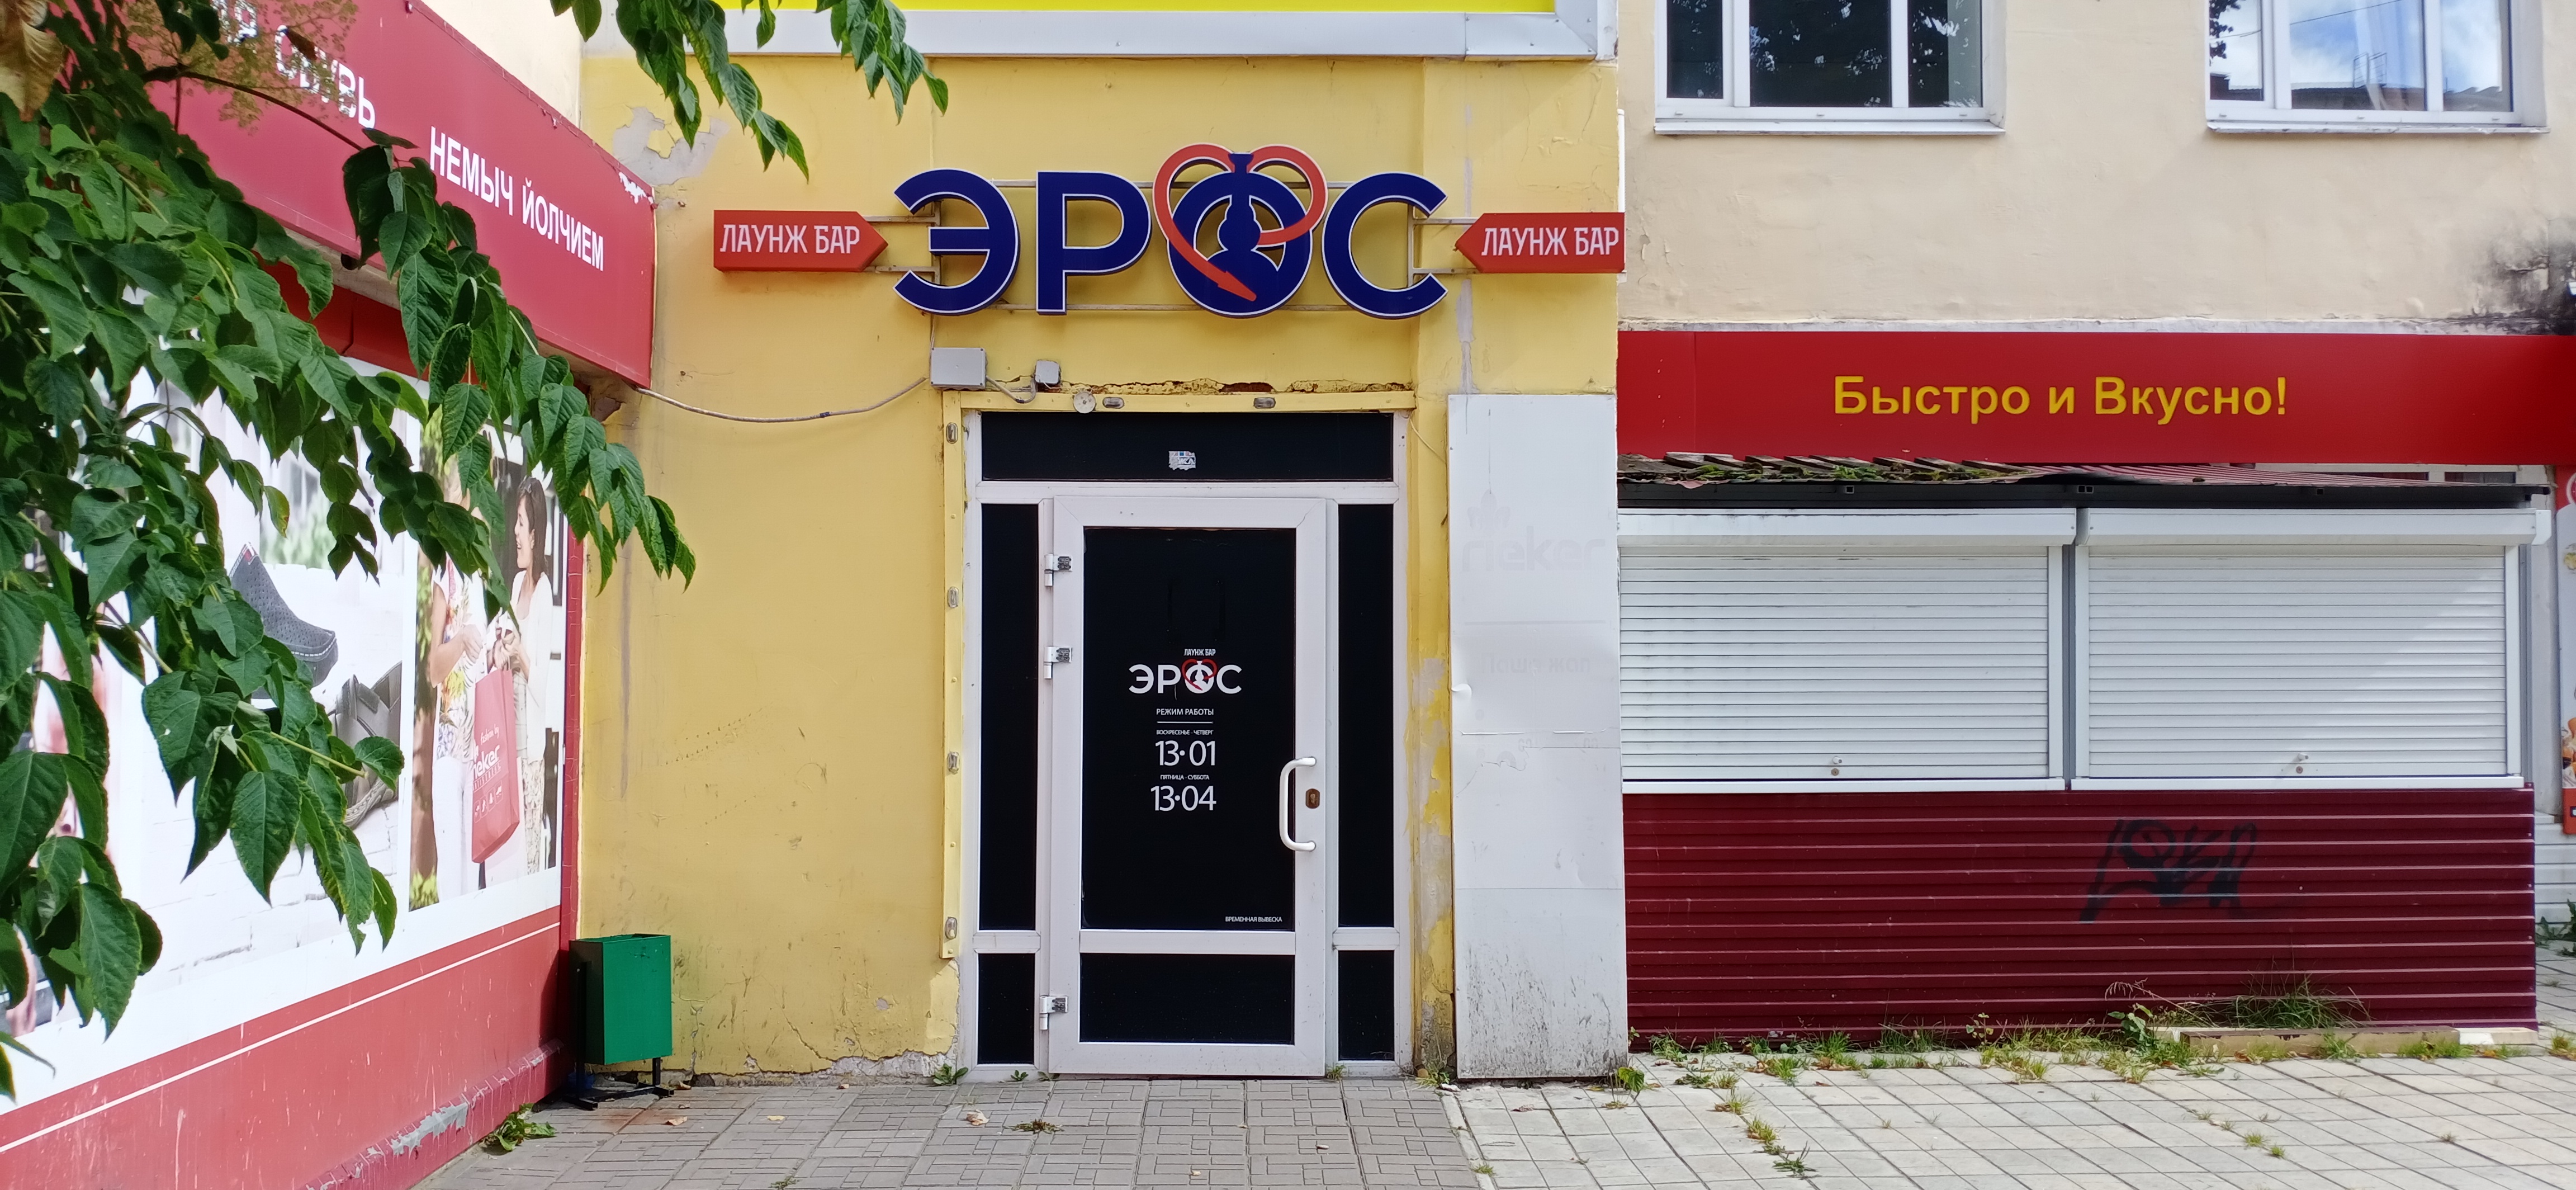 ОБУВЬ
НЕМЫЧ ЙОЛЧИЕМ
ЛАУНЖ БАР
ЭРОС
ЛАУНЖ БАР
Быстро и Вкусно!
rieker
rieker
ЛАУНЖ БАР
ЭРОС
РЕЖИМ РАБОТЫ
ВОСКРЕСЕНЬЕ - ЧЕТВЕРГ
13•01
ПЯТНИЦА - СУББОТА
13•04
ВРЕМЕННАЯ ВЫВЕСКА